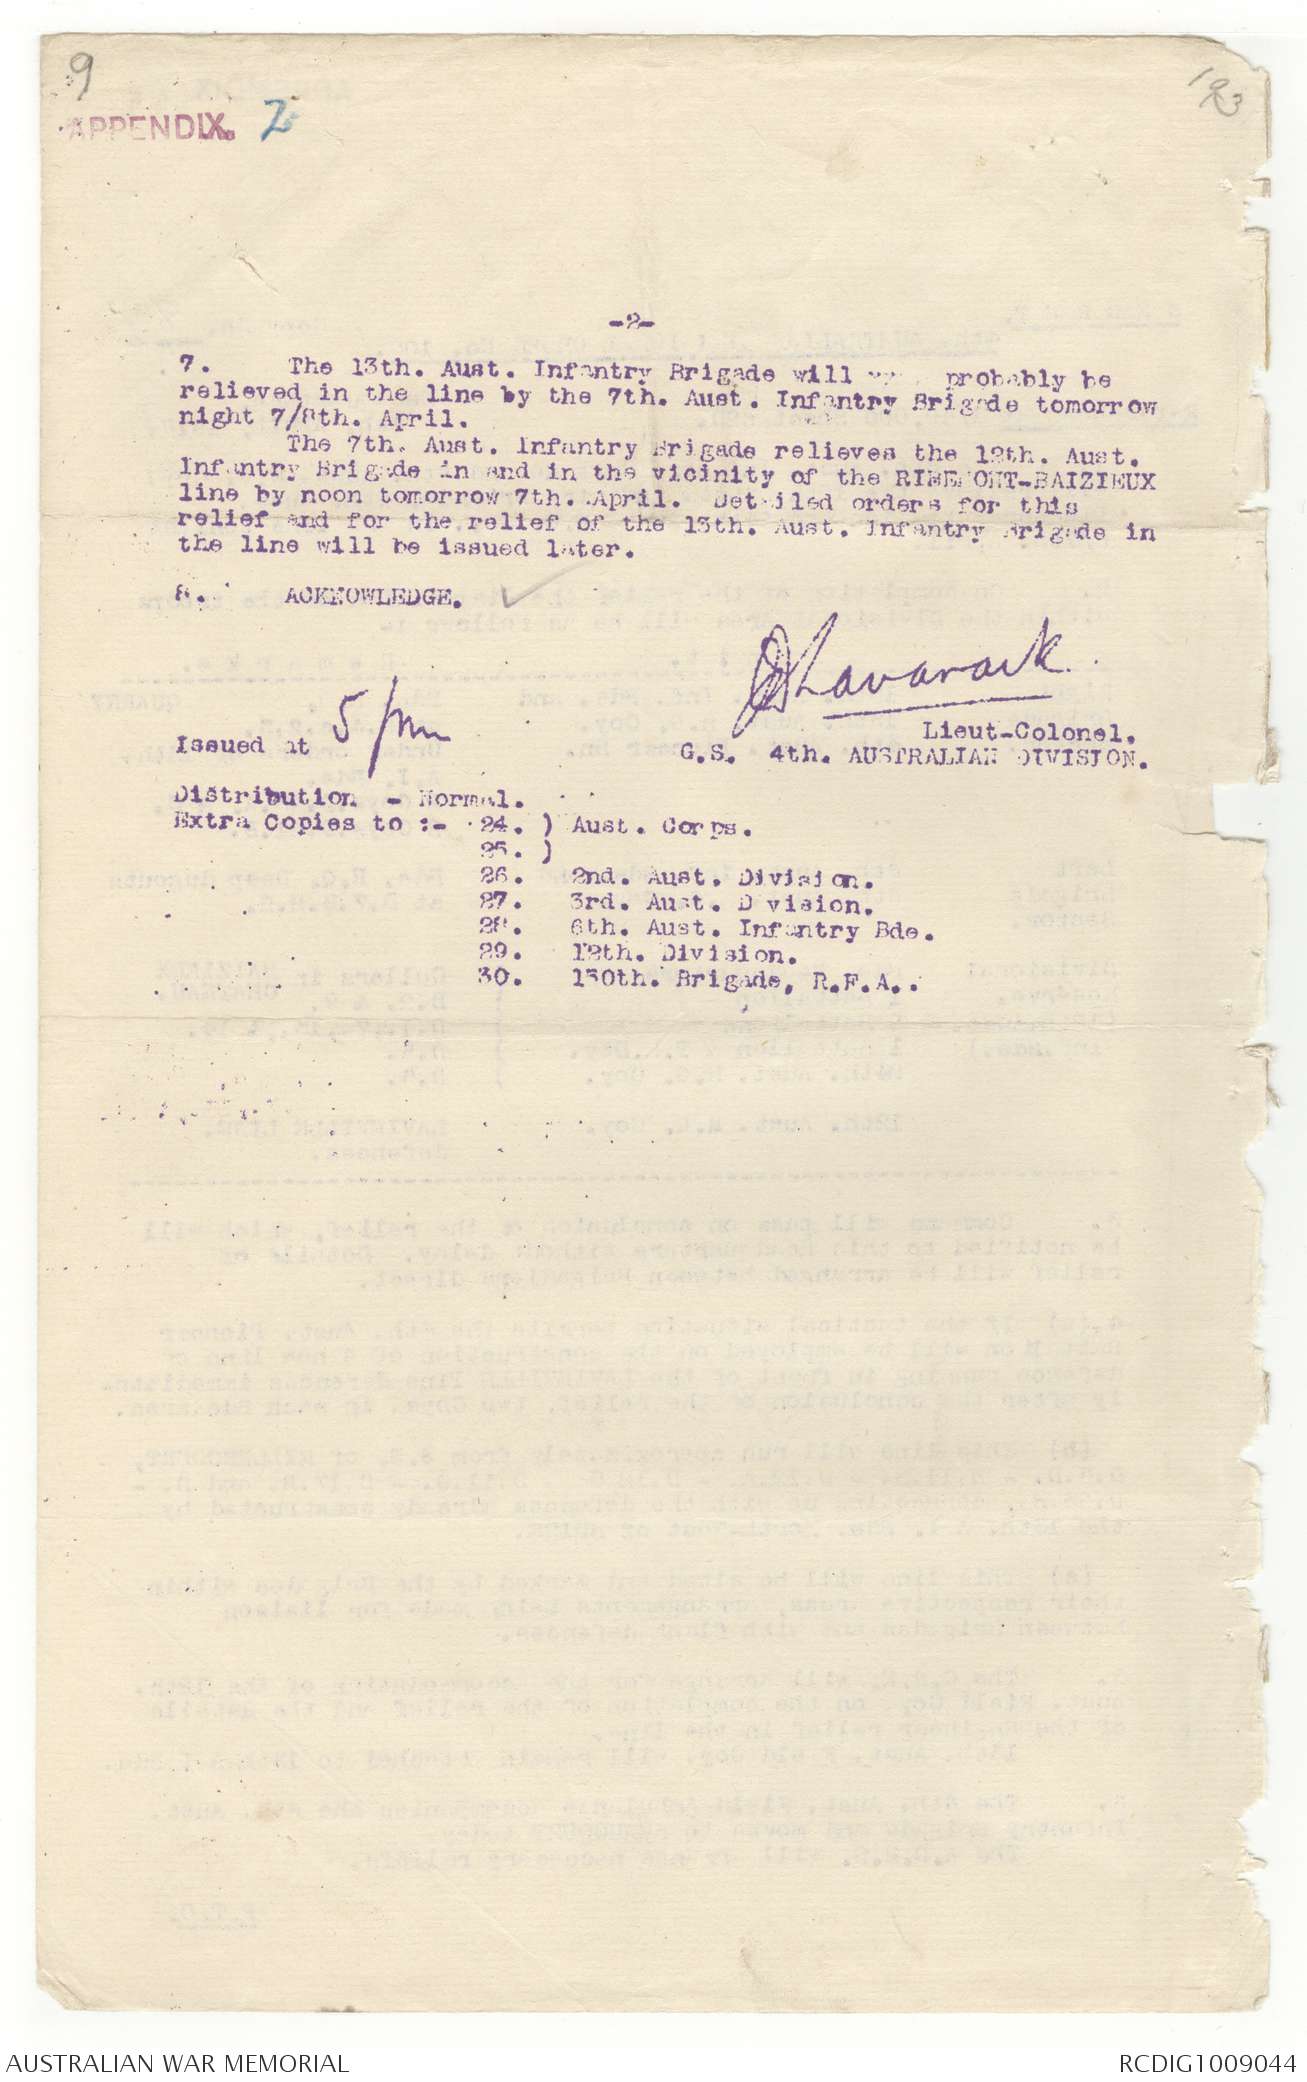 9
APPENDIX. 7
-2-
7. The 13th. Aust. Infantry Brigade will probably be
relieved in the line by the 7th. Aust. Infantry Brigade tomorrow
night 7/8th. April.
The 7th. Aust. Infantry Brigade relieves the 12th. Aust.
Infantry Brigade in and in the vicinity of the RIBEMONT-BAIZIEUX
line by noon tomorrow 7th. April. Detailed orders for this
relief and for the relief of the 13th. Aust. Infantry Brigade in
the line will be issued later.
8. ACKNOWLEDGE.
Lavarack
Issued at 5 pm
Lieut-Colonel.
G.S. 4th. AUSTRALIAN DIVISION.
Distribution - Normal.
Extra Copies to :- 24. ) Aust. Corps.
25. )
26. 2nd. Aust. Division.
27. 3rd. Aust. Division.
28. 6th. Aust. Infantry Bde.
29. 12th. Division.
30. 150th. Brigade, R.F.A..
AUSTRALIAN WAR MEMORIAL
RCDIG1009044